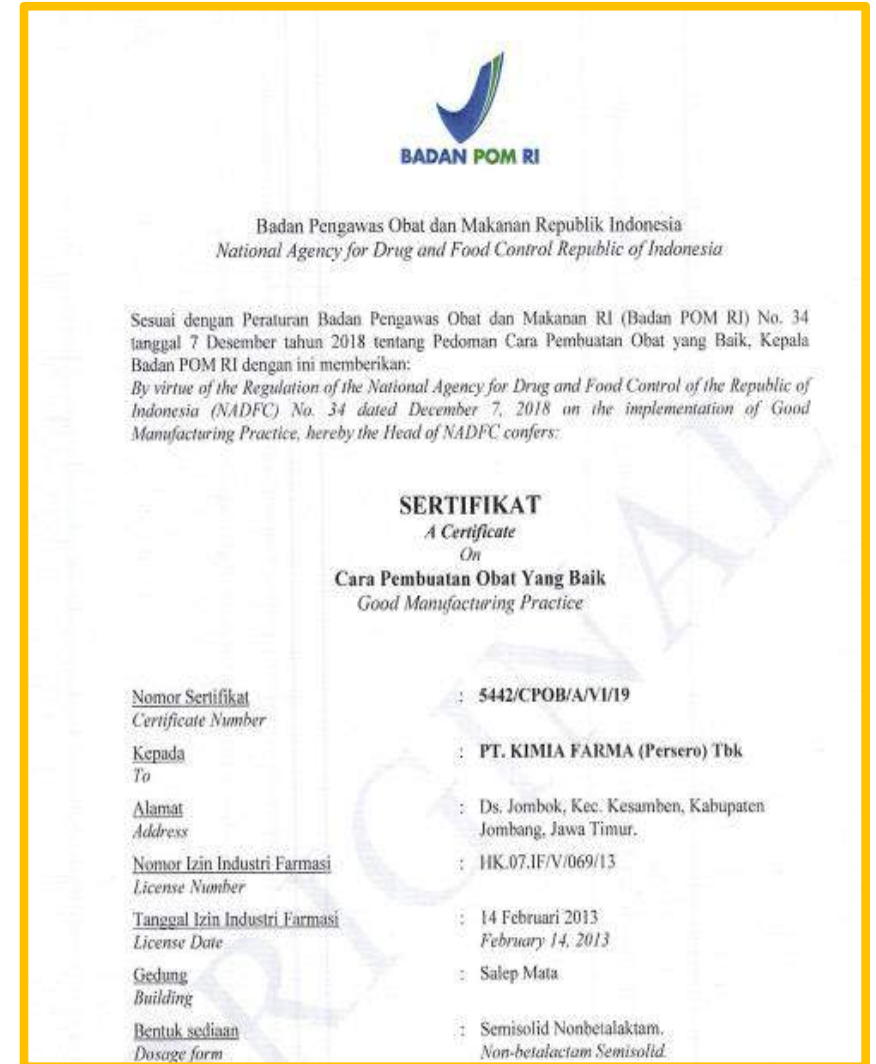 BADAN POM RI
Badan Pengawas Obat dan Makanan Republik Indonesia
National Agency for Drug and Food Control Republic of Indonesia
Sesuai dengan Peraturan Badan Pengawas Obat dan Makanan RI (Badan POM RI) No. 34
tanggal 7 Desember tahun 2018 tentang Pedoman Cara Pembuatan Obat yang Baik, Kepala
Badan POM RI dengan ini memberikan:
By virtue of the Regulation of the National Agency for Drug and Food Control of the Republic of
Indonesia (NADFC) No. 34 dated December 7, 2018 on the implementation of Good
Manufacturing Practice, hereby the Head of NADFC confers:
SERTIFIKAT
A Certificate
On
Cara Pembuatan Obat Yang Baik
Good Manufacturing Practice
Nomor Sertifikat : 5442/CPOB/A/VI/19
Certificate Number
Kepada : PT. KIMIA FARMA (Persero) Tbk
To
Alamat : Ds. Jombok, Kec. Kesamben, Kabupaten
Address Jombang, Jawa Timur.
Nomor Izin Industri Farmasi : HK.07.IF/V/069/13
License Number
Tanggal Izin Industri Farmasi : 14 Februari 2013
License Date February 14, 2013
Gedung : Salep Mata
Building
Bentuk sediaan : Semisolid Nonbetalaktam.
Dosage form Non-betalactam Semisolid.
RIGINAL